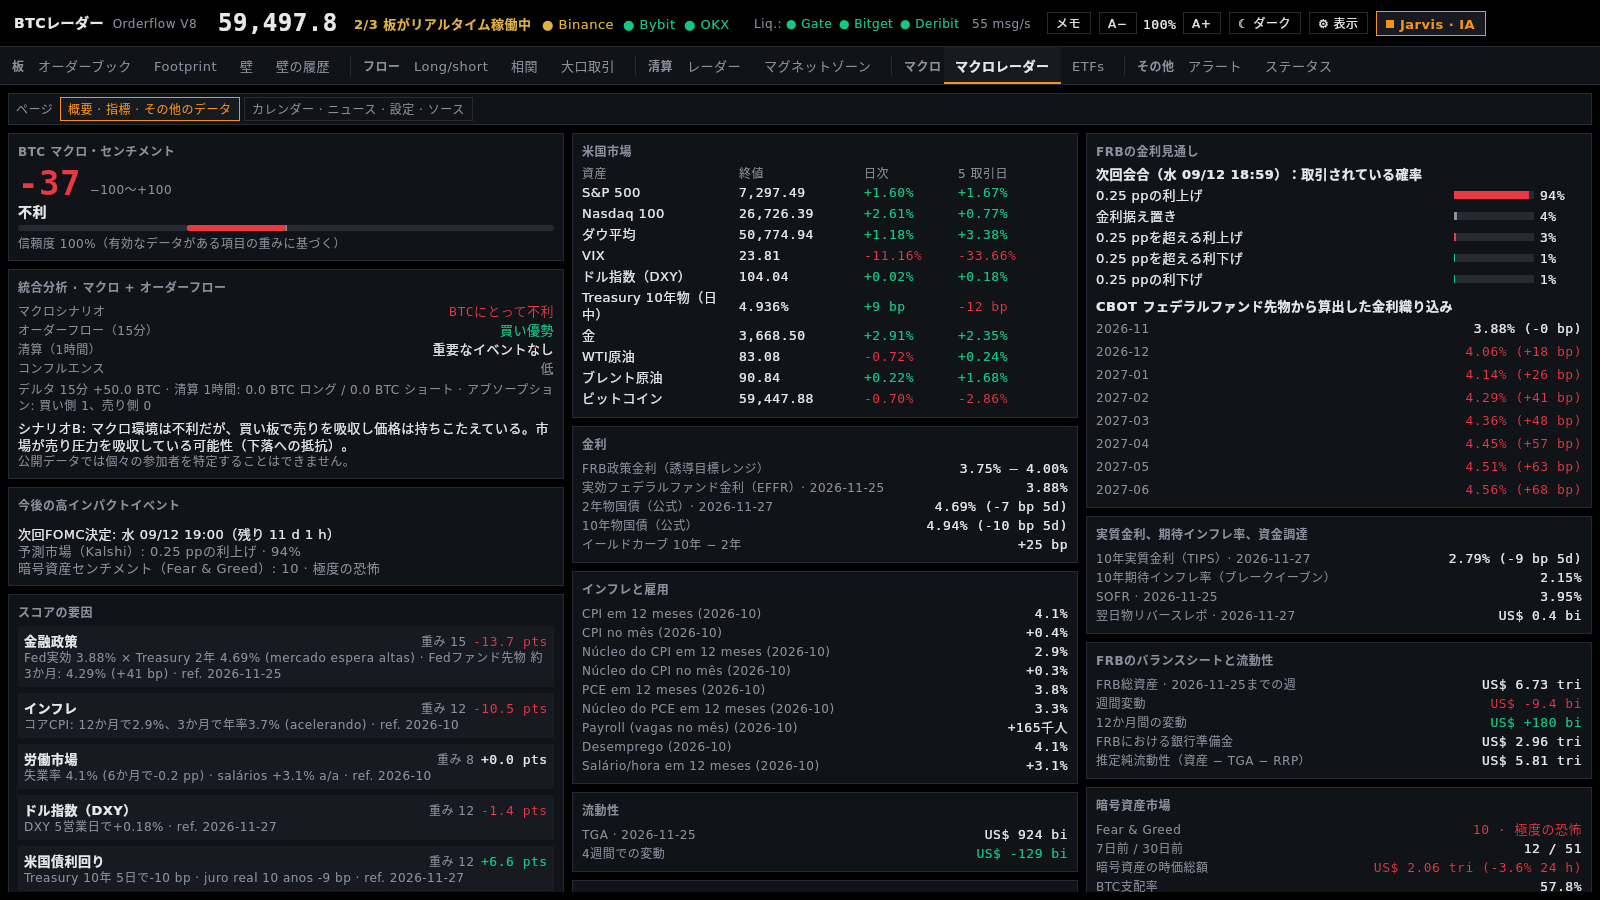 BTCレーダー Orderflow V8 59,497.8 2/3 板がリアルタイム稼働中 ● Binance ● Bybit ● OKX Liq.: ● Gate ● Bitget ● Deribit 55 msg/s メモ A− 100% A+ ☾ ダーク ⚙ 表示 ■ Jarvis · IA
板 オーダーブック Footprint 壁 壁の履歴 フロー Long/short 相関 大口取引 清算 レーダー マグネットゾーン マクロ マクロレーダー ETFs その他 アラート ステータス
ページ 概要 · 指標 · その他のデータ カレンダー · ニュース · 設定 · ソース
BTC マクロ · センチメント
-37 −100〜+100
不利
信頼度 100%（有効なデータがある項目の重みに基づく）
統合分析 · マクロ + オーダーフロー
マクロシナリオ BTCにとって不利
オーダーフロー（15分） 買い優勢
清算（1時間） 重要なイベントなし
コンフルエンス 低
デルタ 15分 +50.0 BTC · 清算 1時間: 0.0 BTC ロング / 0.0 BTC ショート · アブソープショ
ン: 買い側 1、売り側 0
シナリオB: マクロ環境は不利だが、買い板で売りを吸収し価格は持ちこたえている。市
場が売り圧力を吸収している可能性（下落への抵抗）。
公開データでは個々の参加者を特定することはできません。
今後の高インパクトイベント
次回FOMC決定: 水 09/12 19:00（残り 11 d 1 h）
予測市場（Kalshi）: 0.25 ppの利上げ · 94%
暗号資産センチメント（Fear & Greed）: 10 · 極度の恐怖
スコアの要因
金融政策 重み 15 -13.7 pts
Fed実効 3.88% × Treasury 2年 4.69% (mercado espera altas) · Fedファンド先物 約
3か月: 4.29% (+41 bp) · ref. 2026-11-25
インフレ 重み 12 -10.5 pts
コアCPI: 12か月で2.9%、3か月で年率3.7% (acelerando) · ref. 2026-10
労働市場 重み 8 +0.0 pts
失業率 4.1% (6か月で-0.2 pp) · salários +3.1% a/a · ref. 2026-10
ドル指数（DXY） 重み 12 -1.4 pts
DXY 5営業日で+0.18% · ref. 2026-11-27
米国債利回り 重み 12 +6.6 pts
Treasury 10年 5日で-10 bp · juro real 10 anos -9 bp · ref. 2026-11-27
米国市場
資産 終値 日次 5 取引日
S&P 500 7,297.49 +1.60% +1.67%
Nasdaq 100 26,726.39 +2.61% +0.77%
ダウ平均 50,774.94 +1.18% +3.38%
VIX 23.81 -11.16% -33.66%
ドル指数（DXY） 104.04 +0.02% +0.18%
Treasury 10年物（日
中） 4.936% +9 bp -12 bp
金 3,668.50 +2.91% +2.35%
WTI原油 83.08 -0.72% +0.24%
ブレント原油 90.84 +0.22% +1.68%
ビットコイン 59,447.88 -0.70% -2.86%
金利
FRB政策金利（誘導目標レンジ） 3.75% — 4.00%
実効フェデラルファンド金利（EFFR）· 2026-11-25 3.88%
2年物国債（公式）· 2026-11-27 4.69% (-7 bp 5d)
10年物国債（公式） 4.94% (-10 bp 5d)
イールドカーブ 10年 − 2年 +25 bp
インフレと雇用
CPI em 12 meses (2026-10) 4.1%
CPI no mês (2026-10) +0.4%
Núcleo do CPI em 12 meses (2026-10) 2.9%
Núcleo do CPI no mês (2026-10) +0.3%
PCE em 12 meses (2026-10) 3.8%
Núcleo do PCE em 12 meses (2026-10) 3.3%
Payroll (vagas no mês) (2026-10) +165千人
Desemprego (2026-10) 4.1%
Salário/hora em 12 meses (2026-10) +3.1%
流動性
TGA · 2026-11-25 US$ 924 bi
4週間での変動 US$ -129 bi
FRBの金利見通し
次回会合（水 09/12 18:59）：取引されている確率
0.25 ppの利上げ 94%
金利据え置き 4%
0.25 ppを超える利上げ 3%
0.25 ppを超える利下げ 1%
0.25 ppの利下げ 1%
CBOT フェデラルファンド先物から算出した金利織り込み
2026-11 3.88% (-0 bp)
2026-12 4.06% (+18 bp)
2027-01 4.14% (+26 bp)
2027-02 4.29% (+41 bp)
2027-03 4.36% (+48 bp)
2027-04 4.45% (+57 bp)
2027-05 4.51% (+63 bp)
2027-06 4.56% (+68 bp)
実質金利、期待インフレ率、資金調達
10年実質金利（TIPS）· 2026-11-27 2.79% (-9 bp 5d)
10年期待インフレ率（ブレークイーブン） 2.15%
SOFR · 2026-11-25 3.95%
翌日物リバースレポ · 2026-11-27 US$ 0.4 bi
FRBのバランスシートと流動性
FRB総資産 · 2026-11-25までの週 US$ 6.73 tri
週間変動 US$ -9.4 bi
12か月間の変動 US$ +180 bi
FRBにおける銀行準備金 US$ 2.96 tri
推定純流動性（資産 − TGA − RRP） US$ 5.81 tri
暗号資産市場
Fear & Greed 10 · 極度の恐怖
7日前 / 30日前 12 / 51
暗号資産の時価総額 US$ 2.06 tri (-3.6% 24 h)
BTC支配率 57.8%